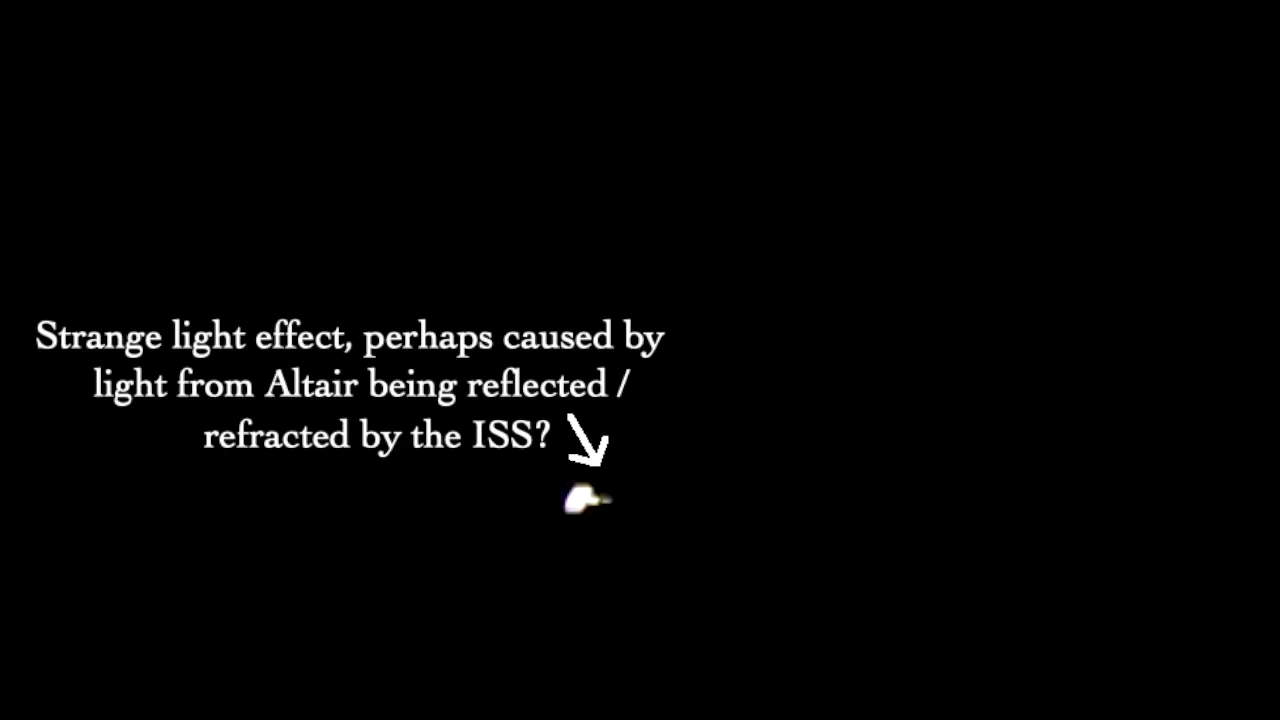 Strange light effect, perhaps caused by
light from Altair being reflected /
refracted by the ISS?